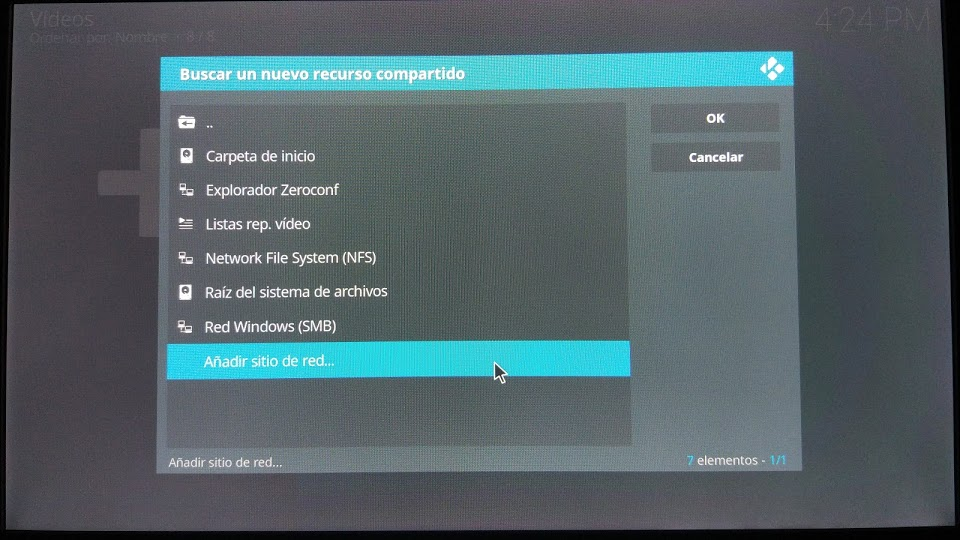 Vídeos
4:24 PM
Ordenar por: Nombre · 8 / 8
Buscar un nuevo recurso compartido
..
OK
Carpeta de inicio
Cancelar
Explorador Zeroconf
Listas rep. vídeo
Network File System (NFS)
Raíz del sistema de archivos
Red Windows (SMB)
Añadir sitio de red...
Añadir sitio de red...
7 elementos - 1/1